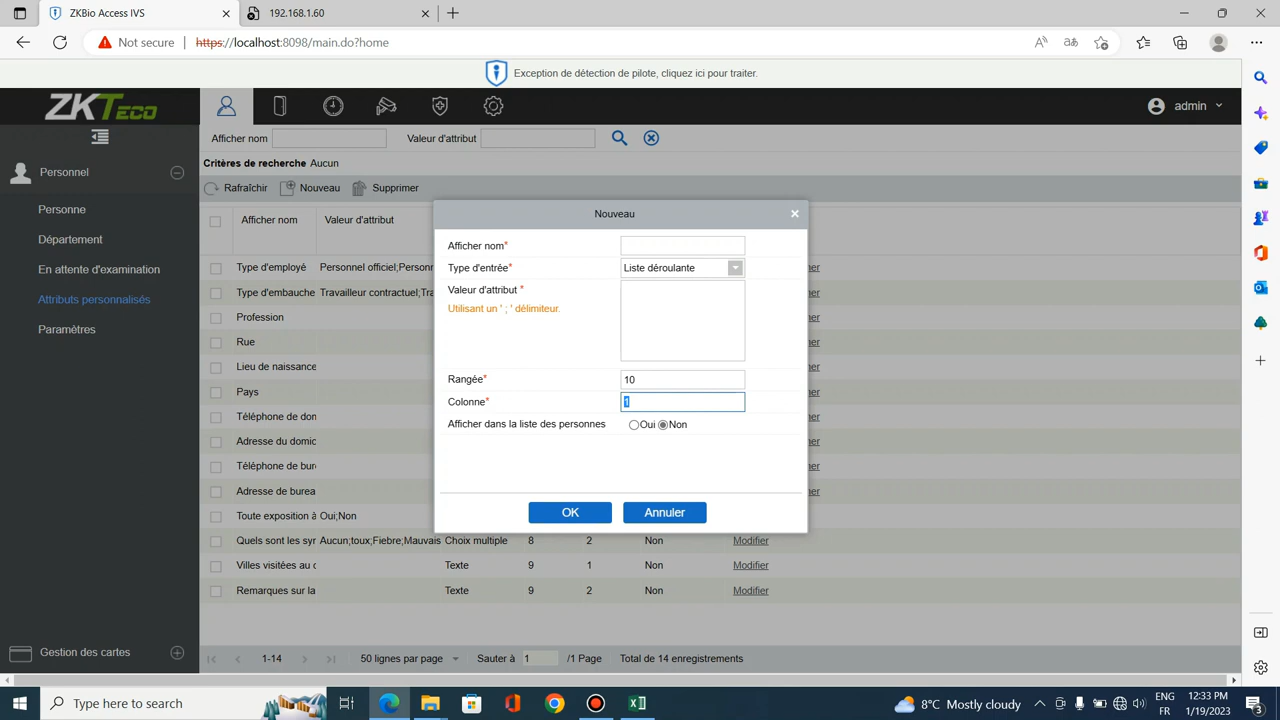 ZKBio Access IVS
192.168.1.60
Not secure
https://localhost:8098/main.do?home
Exception de détection de pilote, cliquez ici pour traiter.
ZKTeco
admin
Afficher nom
Valeur d'attribut
Critères de recherche Aucun
Personnel
Rafraîchir
Nouveau
Supprimer
Personne
Département
En attente d'examination
Attributs personnalisés
Paramètres
Gestion des cartes
Afficher nom
Valeur d'attribut
Type d'employé
Personnel officiel;Personr
Type d'embauche
Travailleur contractuel;Tra
Profession
Rue
Lieu de naissance
Pays
Téléphone de don
Adresse du domic
Téléphone de bure
Adresse de burea
Toute exposition à
Oui;Non
Quels sont les syr
Aucun;toux;Fiebre;Mauvais
Choix multiple
8
2
Non
Modifier
Villes visitées au c
Texte
9
1
Non
Modifier
Remarques sur la
Texte
9
2
Non
Modifier
Nouveau
Afficher nom*
Type d'entrée*
Liste déroulante
Valeur d'attribut *
Utilisant un ' ; ' délimiteur.
Rangée*
10
Colonne*
1
Afficher dans la liste des personnes
Oui
Non
OK
Annuler
1-14
50 lignes par page
Sauter à
1
/1 Page
Total de 14 enregistrements
Type here to search
8°C Mostly cloudy
ENG
FR
12:33 PM
1/19/2023
3